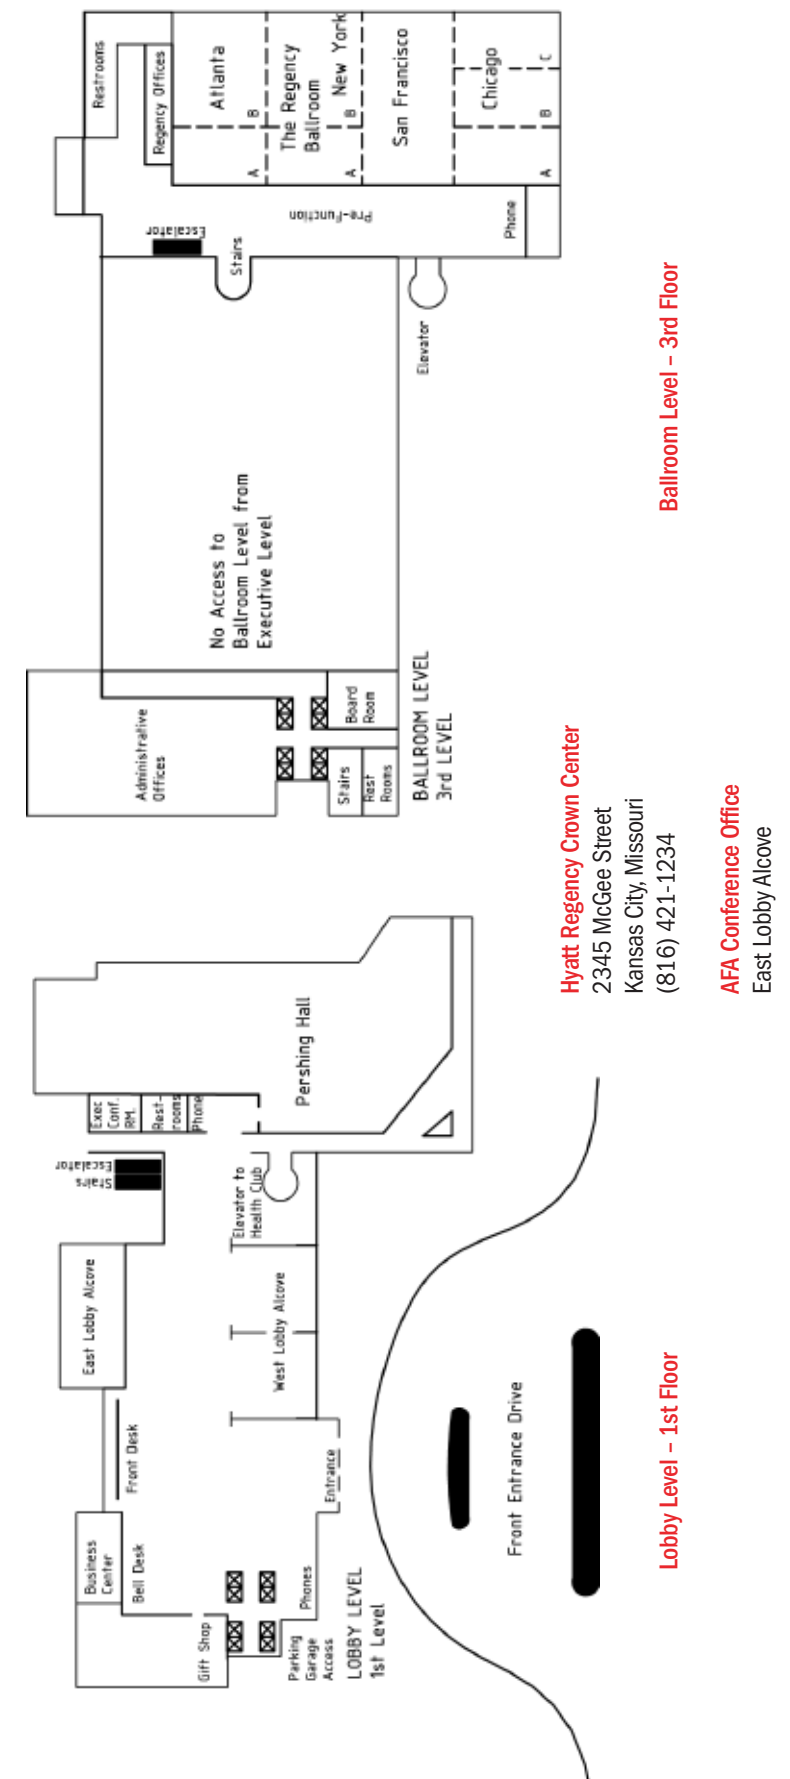 Gift Shop
Business
Center
Bell Desk
Front Desk
East Lobby Alcove
Stairs
Escalator
Exec
Conf.
RM.
Rest-
rooms
Phone
Pershing Hall
Elevator to
Health Club
West Lobby Alcove
Entrance
Phones
Parking
Garage
Access
LOBBY LEVEL
1st Level
Front Entrance Drive
Lobby Level – 1st Floor
Administrative
Offices
Stairs
Rest
Rooms
Board
Room
BALLROOM LEVEL
3rd LEVEL
No Access to
Ballroom Level from
Executive Level
Restrooms
Regency Offices
Escalator
Stairs
Elevator
Pre-Function
Phone
Atlanta
A
B
The Regency
Ballroom
New York
A
B
San Francisco
Chicago
A
B
C
Ballroom Level – 3rd Floor
Hyatt Regency Crown Center
2345 McGee Street
Kansas City, Missouri
(816) 421-1234
AFA Conference Office
East Lobby Alcove